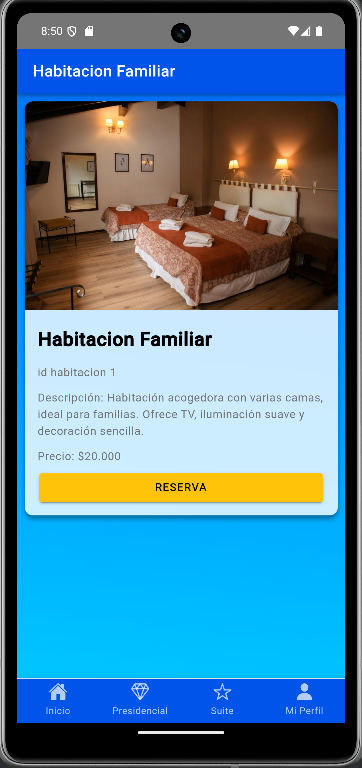 8:50
Habitacion Familiar
Habitacion Familiar
id habitacion 1
Descripción: Habitación acogedora con varias camas,
ideal para familias. Ofrece TV, iluminación suave y
decoración sencilla.
Precio: $20.000
RESERVA
Inicio Presidencial Suite Mi Perfil